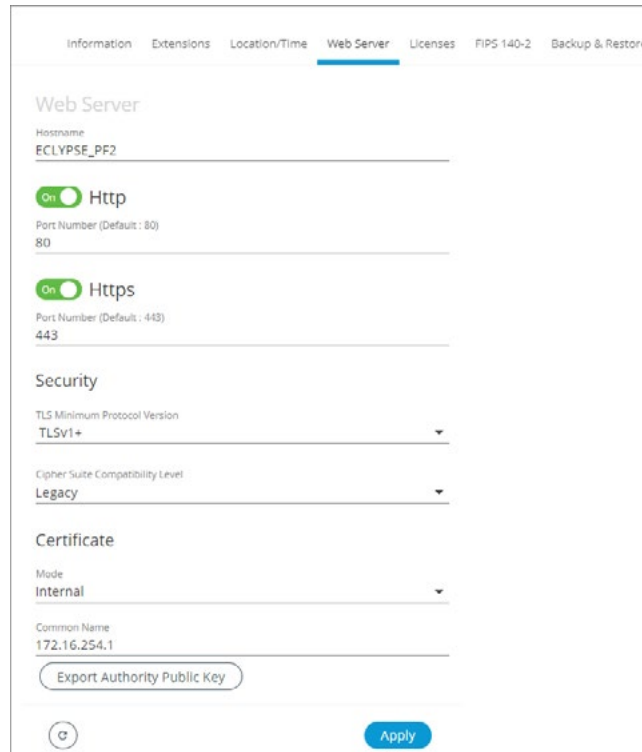 Information Extensions Location/Time Web Server Licenses FIPS 140-2 Backup & Restore
Web Server
Hostname
ECLYPSE_PF2
On Http
Port Number (Default : 80)
80
On Https
Port Number (Default : 443)
443
Security
TLS Minimum Protocol Version
TLSv1+
Cipher Suite Compatibility Level
Legacy
Certificate
Mode
Internal
Common Name
172.16.254.1
Export Authority Public Key
Apply